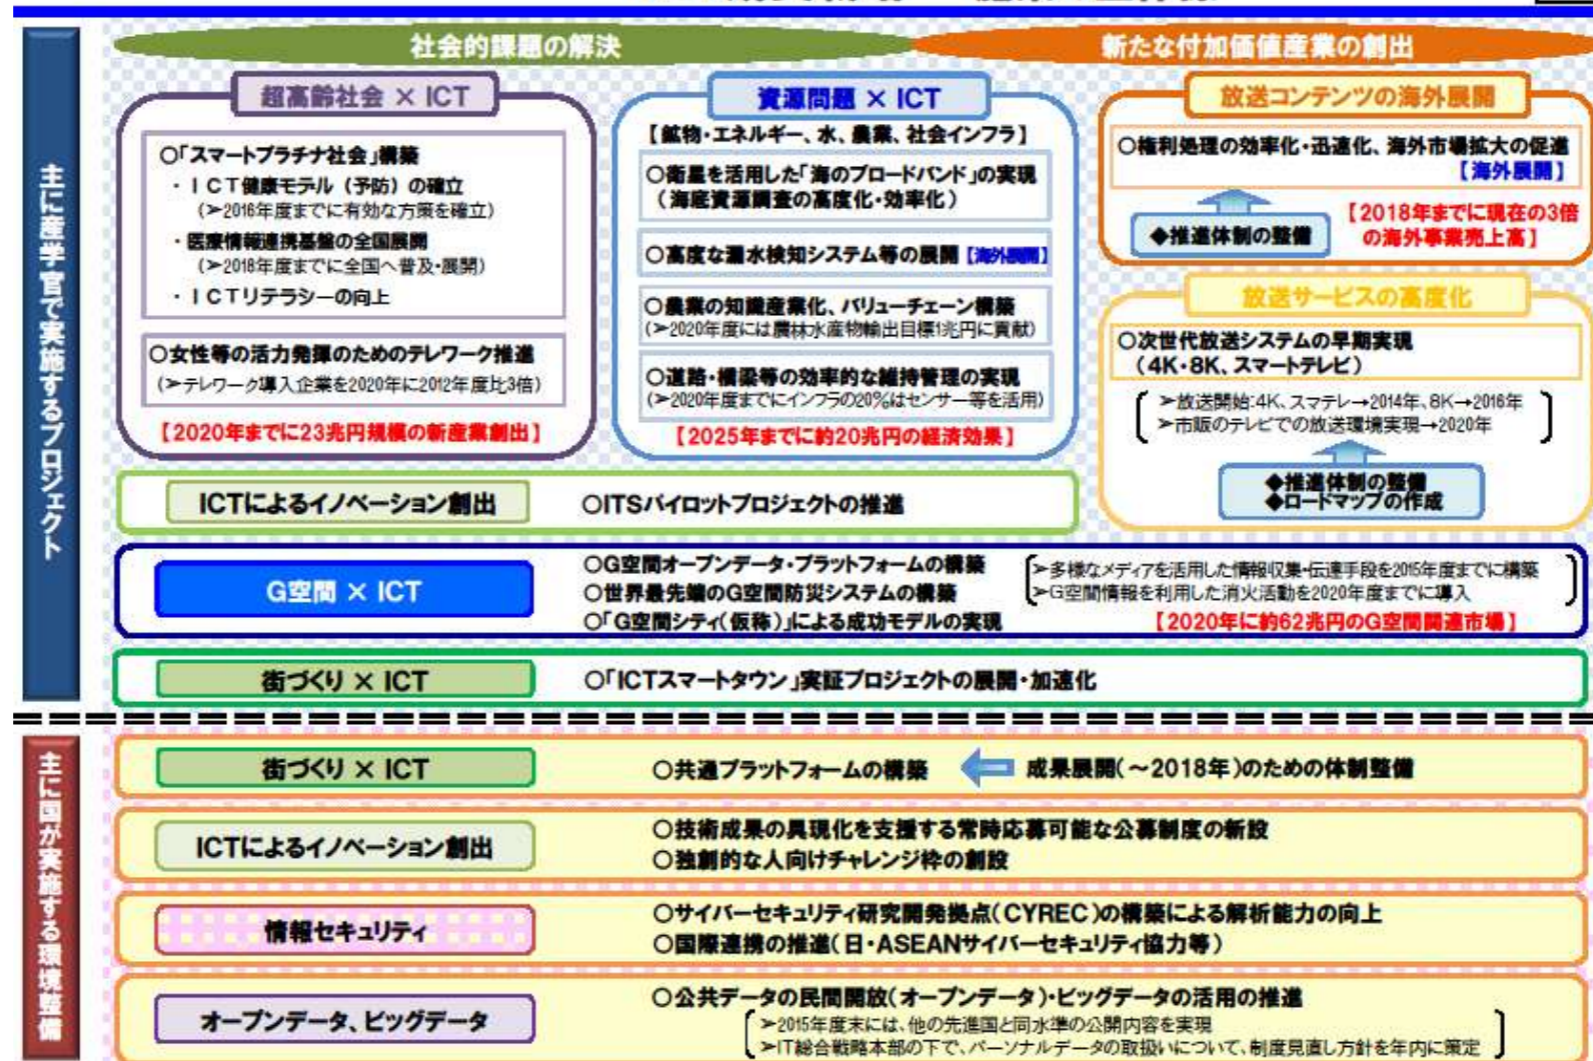 社会的課題の解決
新たな付加価値産業の創出
主に産学官で実施するプロジェクト
超高齢社会 × ICT
○「スマートプラチナ社会」構築
・ICT健康モデル（予防）の確立
（➢2016年度までに有効な方策を確立）
・医療情報連携基盤の全国展開
（➢2018年度までに全国へ普及・展開）
・ICTリテラシーの向上
○女性等の活力発揮のためのテレワーク推進
（➢テレワーク導入企業を2020年に2012年度比3倍）
【2020年までに23兆円規模の新産業創出】
資源問題 × ICT
【鉱物・エネルギー、水、農業、社会インフラ】
○衛星を活用した「海のブロードバンド」の実現
（海底資源調査の高度化・効率化）
○高度な漏水検知システム等の展開【海外展開】
○農業の知識産業化、バリューチェーン構築
（➢2020年度には農林水産物輸出目標1兆円に貢献）
○道路・橋梁等の効率的な維持管理の実現
（➢2020年度までにインフラの20%はセンサー等を活用）
【2025年までに約20兆円の経済効果】
放送コンテンツの海外展開
○権利処理の効率化・迅速化、海外市場拡大の促進
【海外展開】
◆推進体制の整備
【2018年までに現在の3倍
の海外事業売上高】
放送サービスの高度化
○次世代放送システムの早期実現
（4K・8K、スマートテレビ）
➢放送開始:4K、スマテレ→2014年、8K→2016年
➢市販のテレビでの放送環境実現→2020年
◆推進体制の整備
◆ロードマップの作成
ICTによるイノベーション創出
○ITSパイロットプロジェクトの推進
G空間 × ICT
○G空間オープンデータ・プラットフォームの構築
○世界最先端のG空間防災システムの構築
○「G空間シティ（仮称）」による成功モデルの実現
➢多様なメディアを活用した情報収集・伝達手段を2015年度までに構築
➢G空間情報を利用した消火活動を2020年度までに導入
【2020年に約62兆円のG空間関連市場】
街づくり × ICT
○「ICTスマートタウン」実証プロジェクトの展開・加速化
主に国が実施する環境整備
街づくり × ICT
○共通プラットフォームの構築
成果展開（～2018年）のための体制整備
ICTによるイノベーション創出
○技術成果の具現化を支援する常時応募可能な公募制度の新設
○独創的な人向けチャレンジ枠の創設
情報セキュリティ
○サイバーセキュリティ研究開発拠点（CYREC）の構築による解析能力の向上
○国際連携の推進（日・ASEANサイバーセキュリティ協力等）
オープンデータ、ビッグデータ
○公共データの民間開放（オープンデータ）・ビッグデータの活用の推進
➢2015年度末には、他の先進国と同水準の公開内容を実現
➢IT総合戦略本部の下で、パーソナルデータの取扱いについて、制度見直し方針を年内に策定